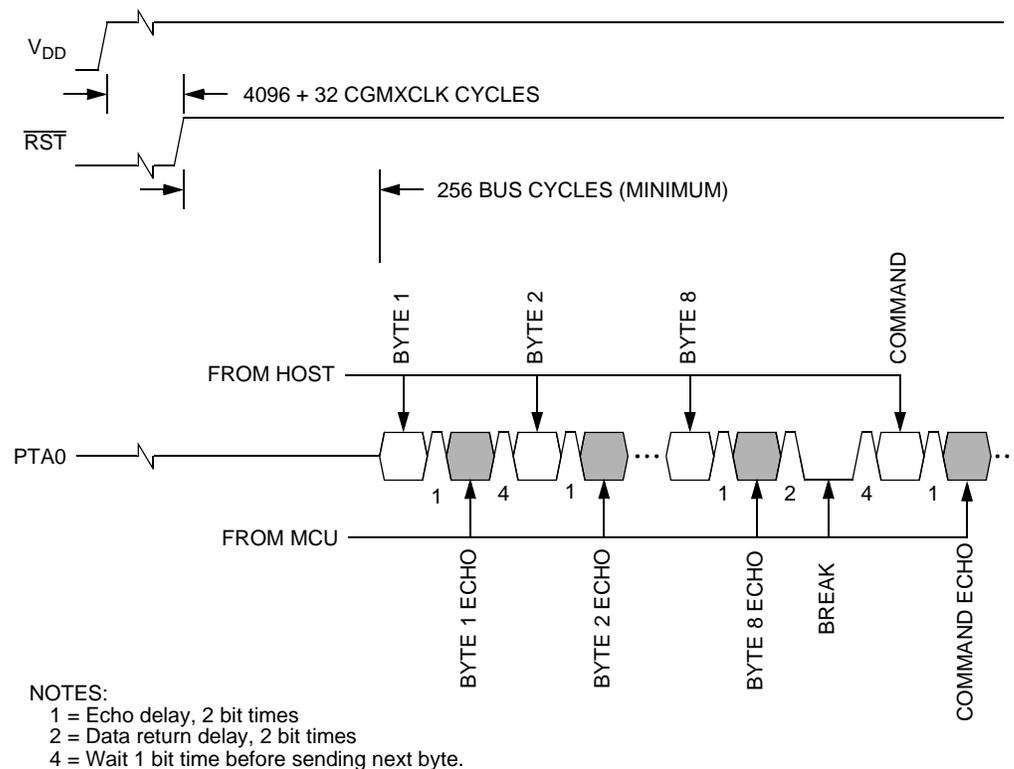 VDD
4096 + 32 CGMXCLK CYCLES
RST
256 BUS CYCLES (MINIMUM)
BYTE 1
BYTE 2
BYTE 8
COMMAND
FROM HOST
PTA0
1
4
1
1
2
4
1
FROM MCU
BYTE 1 ECHO
BYTE 2 ECHO
BYTE 8 ECHO
BREAK
COMMAND ECHO
NOTES:
1 = Echo delay, 2 bit times
2 = Data return delay, 2 bit times
4 = Wait 1 bit time before sending next byte.